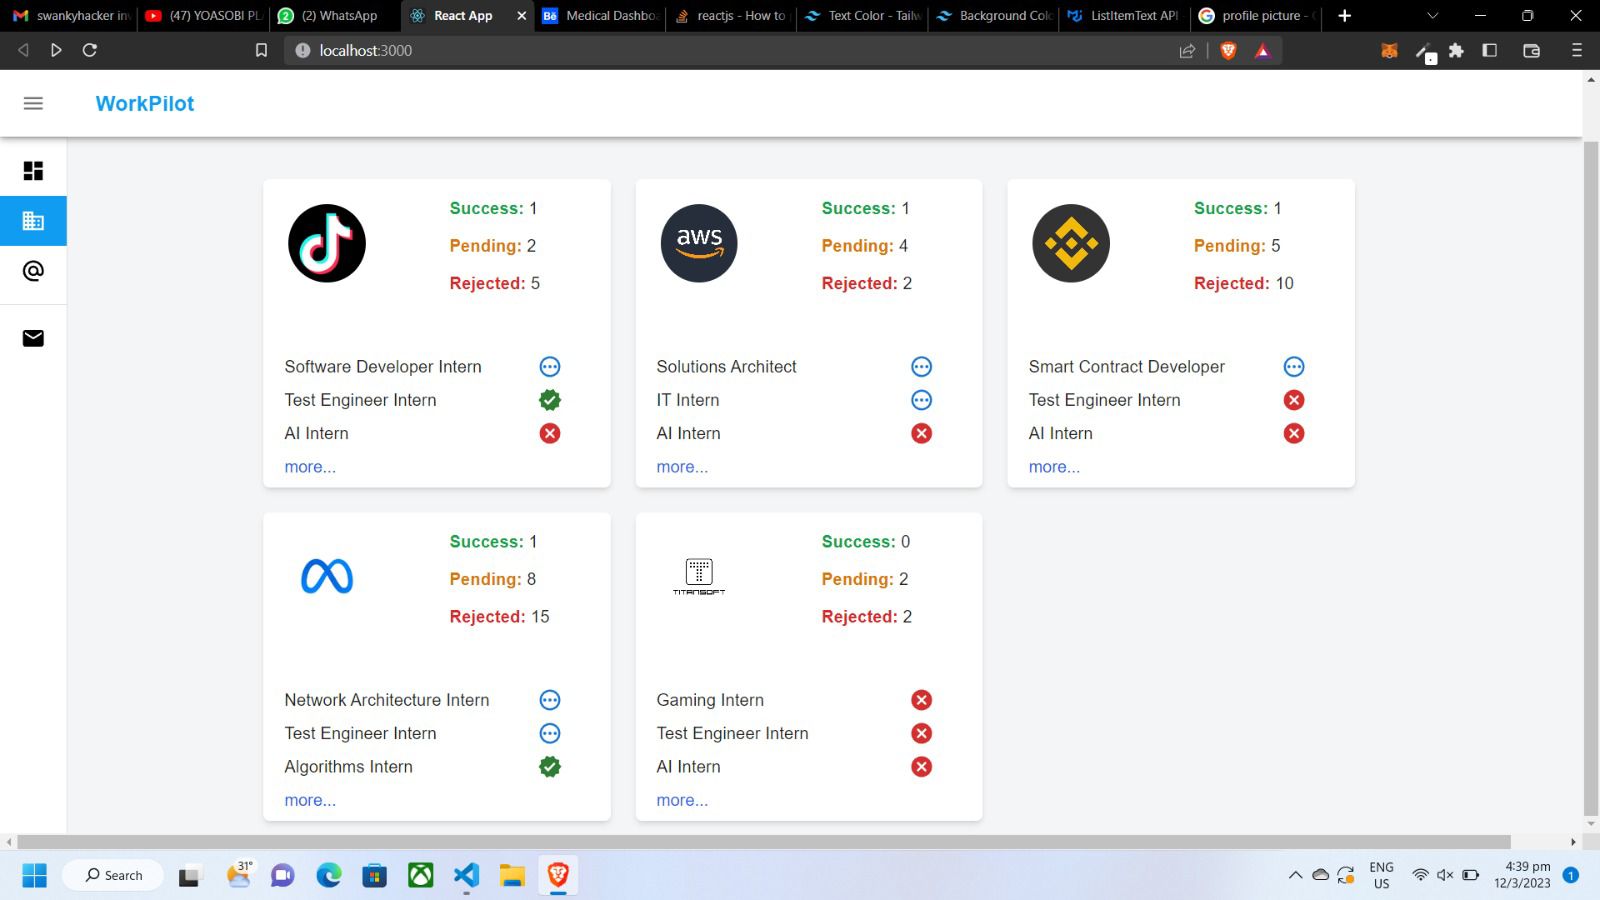 swankyhacker inv
(47) YOASOBI PL
(2) WhatsApp
React App
Medical Dashbo
reactjs - How to
Text Color - Tailw
Background Colo
ListItemText API
profile picture -
localhost:3000
WorkPilot
Success: 1
Pending: 2
Rejected: 5
Software Developer Intern
Test Engineer Intern
AI Intern
more...
aws
Success: 1
Pending: 4
Rejected: 2
Solutions Architect
IT Intern
AI Intern
more...
Success: 1
Pending: 5
Rejected: 10
Smart Contract Developer
Test Engineer Intern
AI Intern
more...
Success: 1
Pending: 8
Rejected: 15
Network Architecture Intern
Test Engineer Intern
Algorithms Intern
more...
TITANSOFT
Success: 0
Pending: 2
Rejected: 2
Gaming Intern
Test Engineer Intern
AI Intern
more...
31°
Search
ENG
US
4:39 pm
12/3/2023
1